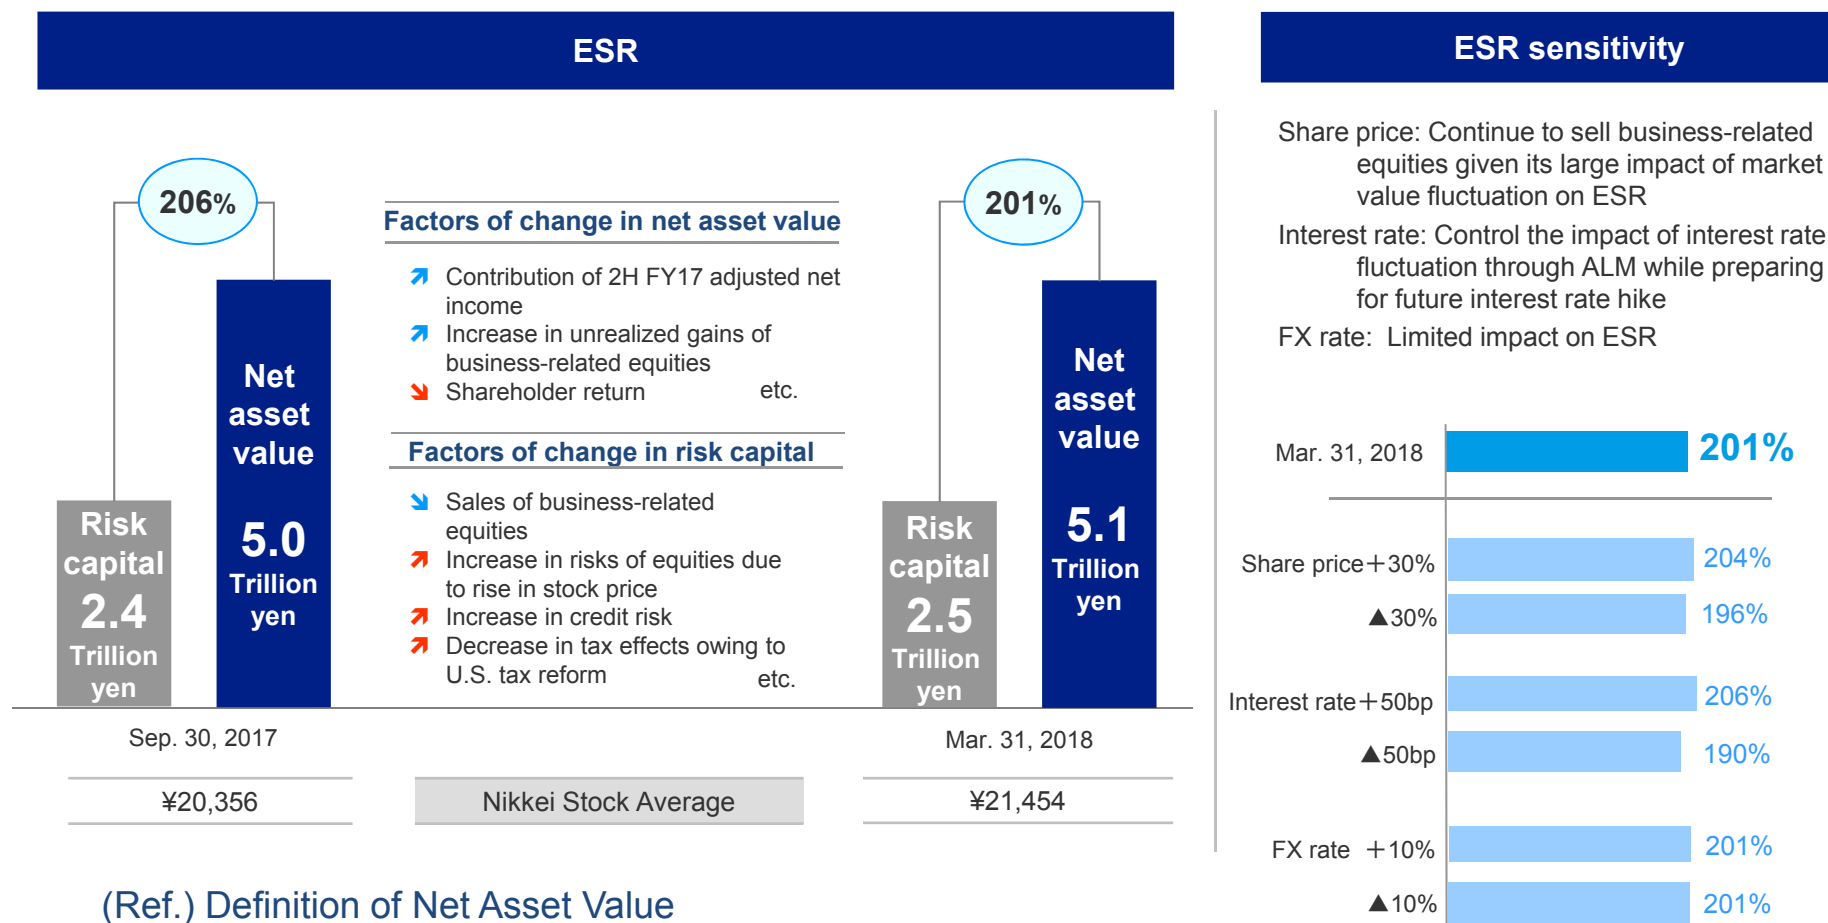 ESR
206%
Risk
capital
2.4
Trillion
yen
Net
asset
value
5.0
Trillion
yen
Factors of change in net asset value
Contribution of 2H FY17 adjusted net
income
Increase in unrealized gains of
business-related equities
Shareholder return
etc.
Factors of change in risk capital
Sales of business-related
equities
Increase in risks of equities due
to rise in stock price
Increase in credit risk
Decrease in tax effects owing to
U.S. tax reform
etc.
201%
Risk
capital
2.5
Trillion
yen
Net
asset
value
5.1
Trillion
yen
Sep. 30, 2017
Mar. 31, 2018
¥20,356
Nikkei Stock Average
¥21,454
(Ref.) Definition of Net Asset Value
ESR sensitivity
Share price: Continue to sell business-related
equities given its large impact of market
value fluctuation on ESR
Interest rate: Control the impact of interest rate
fluctuation through ALM while preparing
for future interest rate hike
FX rate: Limited impact on ESR
Mar. 31, 2018 201%
Share price＋30% 204%
▲30% 196%
Interest rate＋50bp 206%
▲50bp 190%
FX rate ＋10% 201%
▲10% 201%